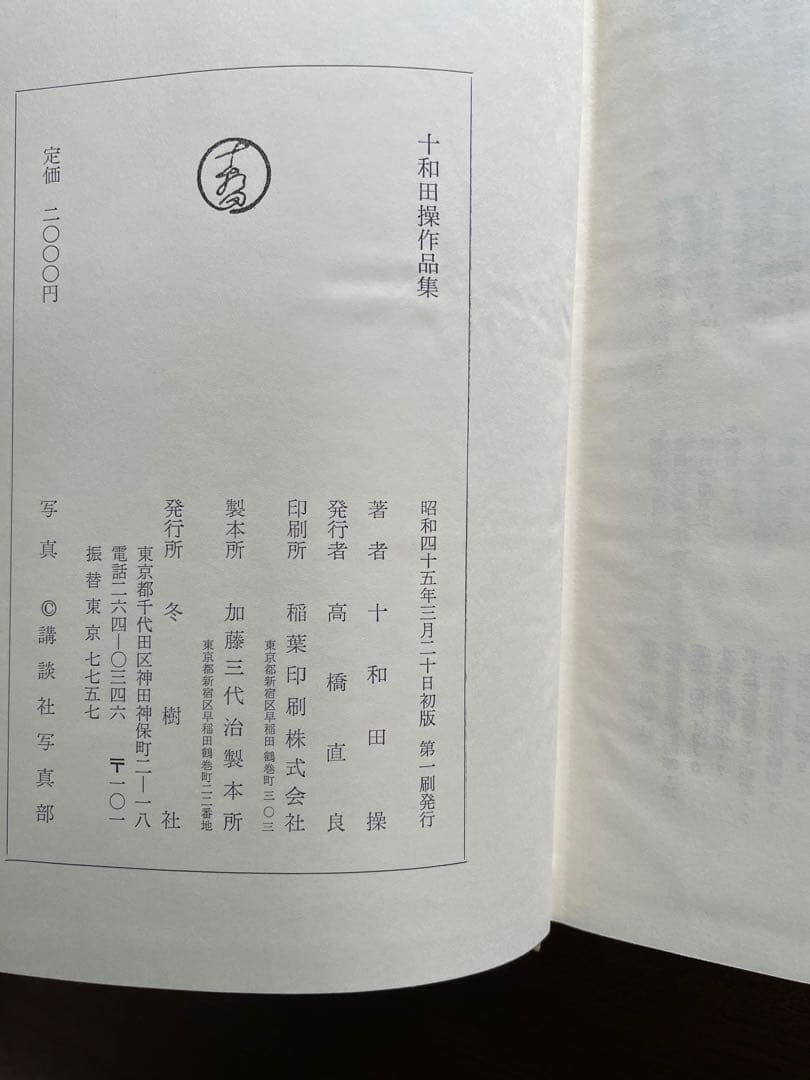 十和田操作品集
昭和四十五年三月二十日初版 第一刷発行
著者 十和田操
発行者 高橋直良
印刷所 稲葉印刷株式会社
東京都新宿区早稲田鶴巻町三〇三
製本所 加藤三代治製本所
東京都新宿区早稲田鶴巻町二二番地
発行所 冬樹社
東京都千代田区神田神保町二―一八
電話二六四―〇三四六 〒一〇一
振替東京七七五七
写真 ©講談社写真部
定価 二〇〇〇円